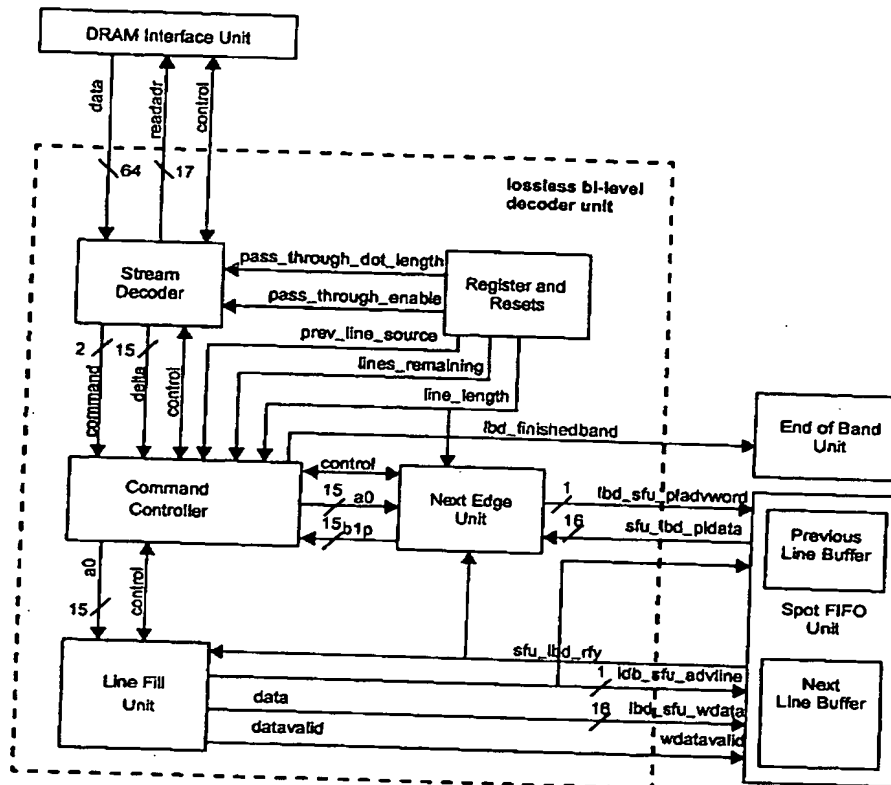 DRAM Interface Unit
data
readadr
control
64
17
lossless bi-level
decoder unit
Stream
Decoder
pass_through_dot_length
pass_through_enable
Register and
Resets
prev_line_source
lines_remaining
line_length
2
15
command
delta
control
lbd_finishedband
End of Band
Unit
Command
Controller
control
15
a0
15
b1p
Next Edge
Unit
1
lbd_sfu_pladvword
16
sfu_lbd_pldata
Previous
Line Buffer
Spot FIFO
Unit
a0
15
control
Line Fill
Unit
sfu_lbd_rfy
1
ldb_sfu_advline
data
16
lbd_sfu_wdata
datavalid
wdatavalid
Next
Line Buffer